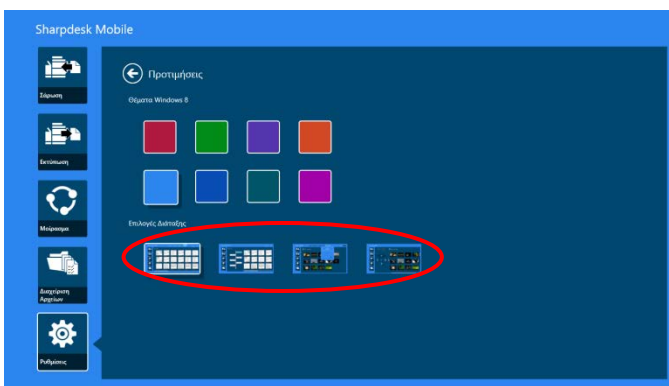 Sharpdesk Mobile
Προτιμήσεις
Θέματα Windows 8
Σάρωση
Εκτύπωση
Μοίρασμα
Επιλογές Διάταξης
Διαχείριση
Αρχείων
Ρυθμίσεις